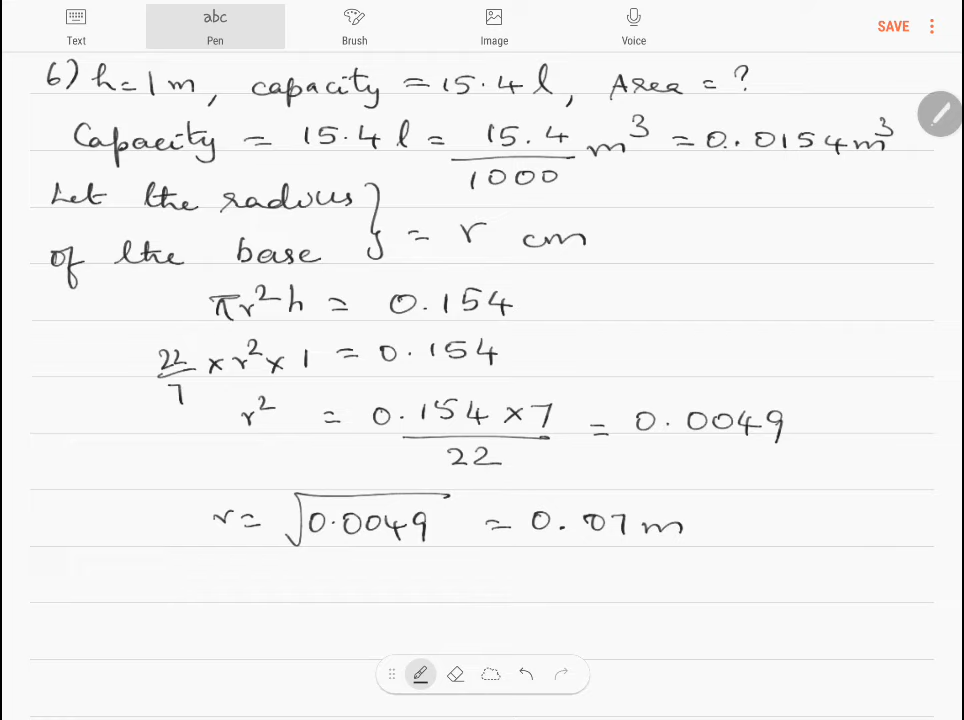 abc
Text Pen Brush Image Voice SAVE
6) h = 1 m, capacity = 15.4 l, Area = ?
Capacity = 15.4 l = 15.4/1000 m³ = 0.0154 m³
Let the radius
of the base } = r cm
πr²h = 0.154
22/7 × r² × 1 = 0.154
r² = 0.154 × 7/22 = 0.0049
r = √0.0049 = 0.07 m